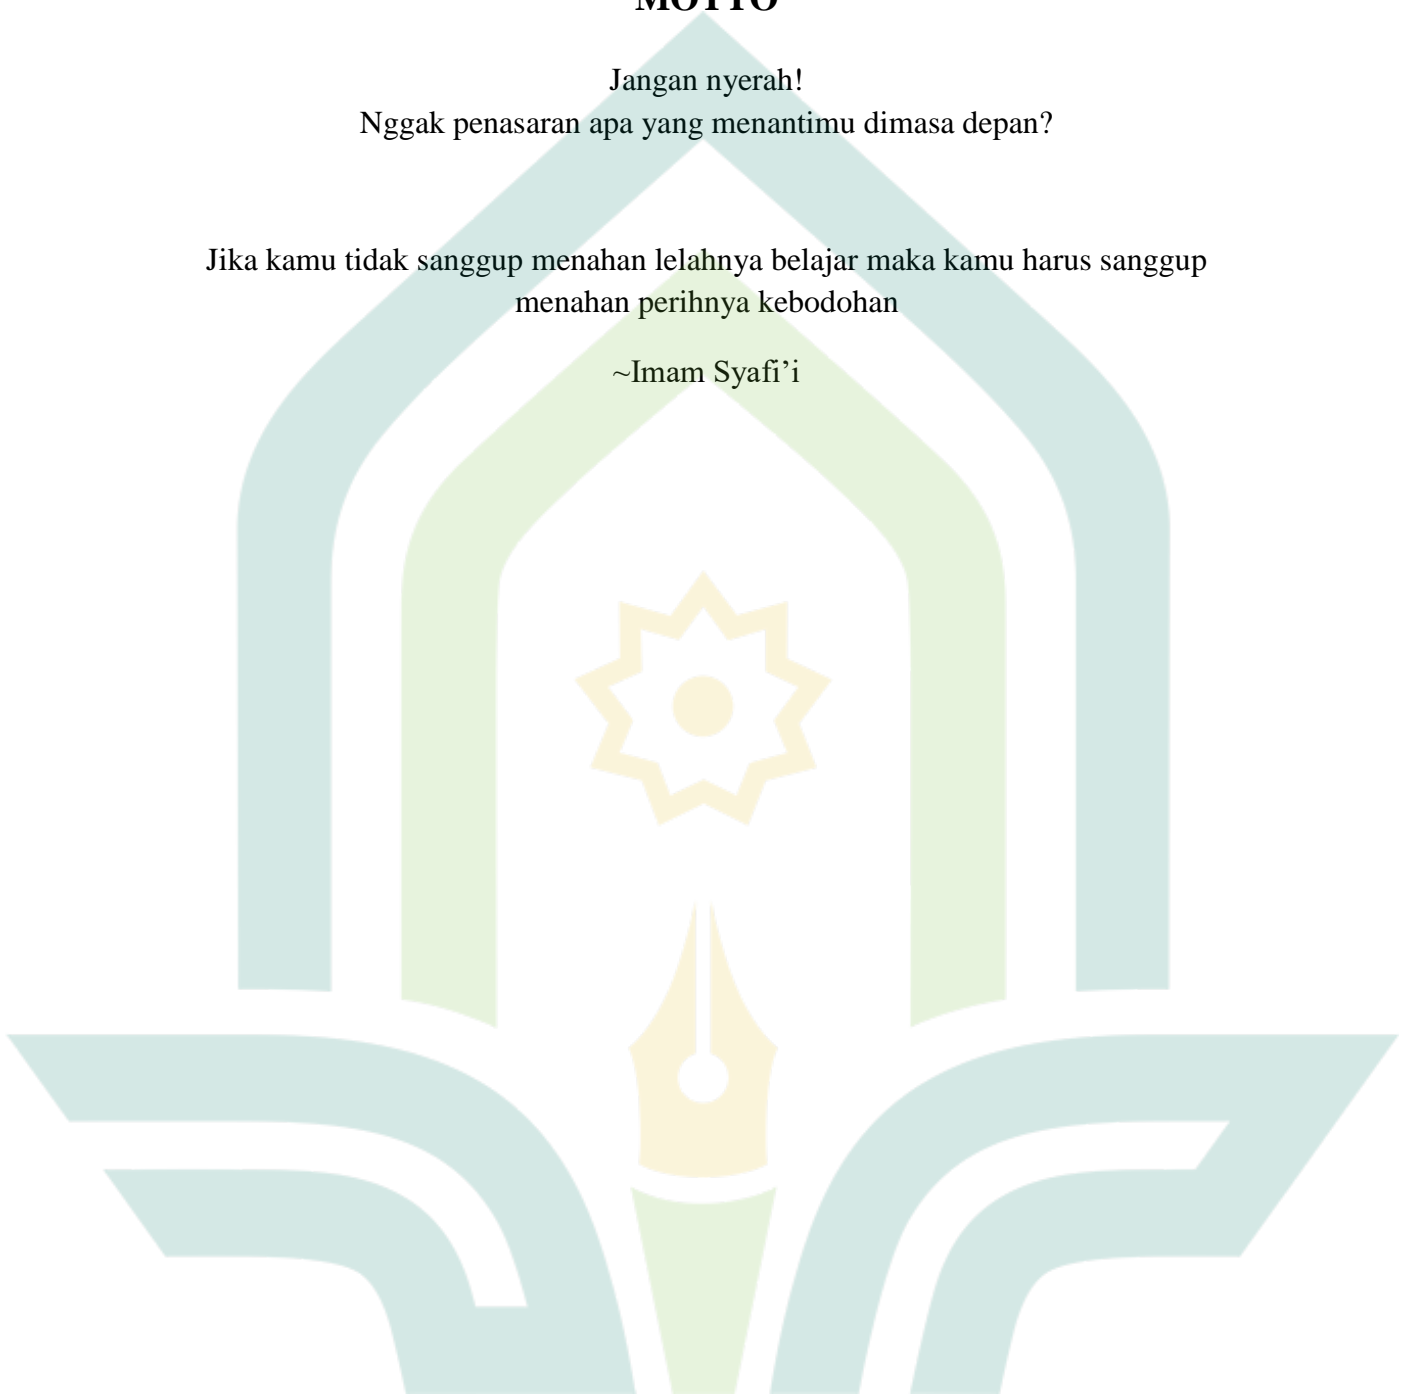 MOTTO
Jangan nyerah!
Nggak penasaran apa yang menantimu dimasa depan?
Jika kamu tidak sanggup menahan lelahnya belajar maka kamu harus sanggup
menahan perihnya kebodohan
~Imam Syafi’i